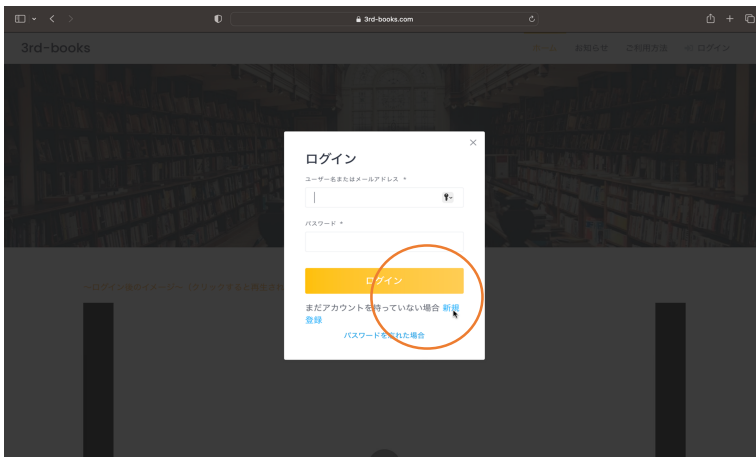 3rd-books.com
3rd-books
お知らせ ご利用方法 ログイン
ログイン
ユーザー名またはメールアドレス *
パスワード *
ログイン
まだアカウントを持っていない場合 新規
登録
パスワードを忘れた場合